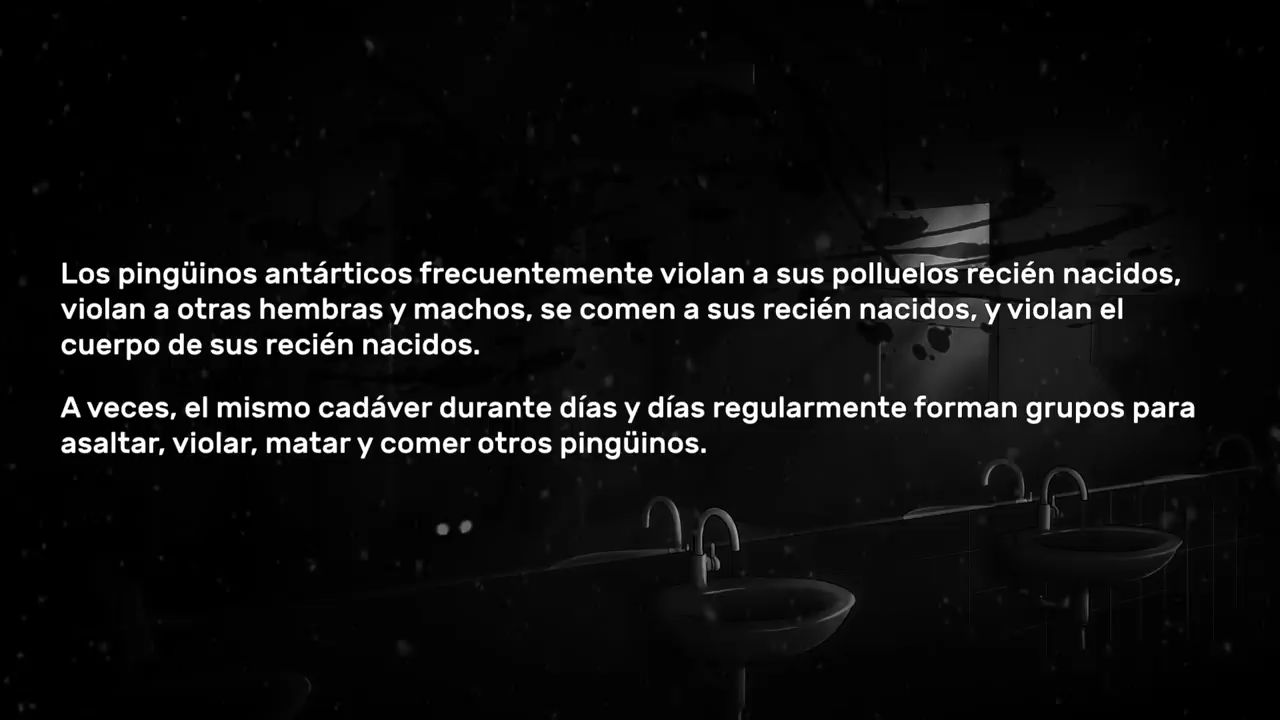 Los pingüinos antárticos frecuentemente violan a sus polluelos recién nacidos,
violan a otras hembras y machos, se comen a sus recién nacidos, y violan el
cuerpo de sus recién nacidos.
A veces, el mismo cadáver durante días y días regularmente forman grupos para
asaltar, violar, matar y comer otros pingüinos.